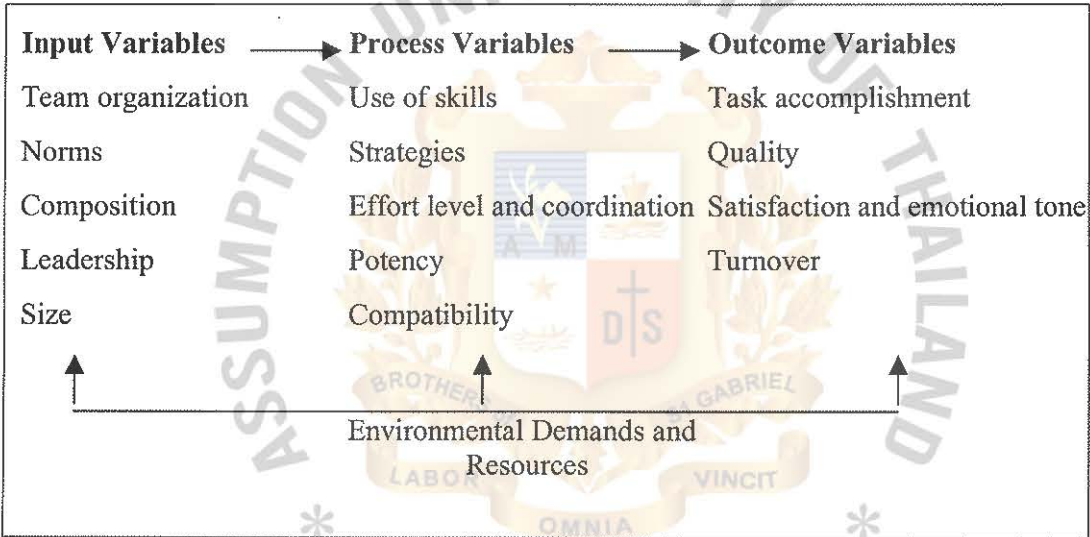 Input Variables → Process Variables → Outcome Variables
Team organization Use of skills Task accomplishment
Norms Strategies Quality
Composition Effort level and coordination Satisfaction and emotional tone
Leadership Potency Turnover
Size Compatibility
Environmental Demands and
Resources
ASSUMPTION UNIVERSITY OF THAILAND
A M
D S
BROTHERS OF ST GABRIEL
LABOR OMNIA VINCIT